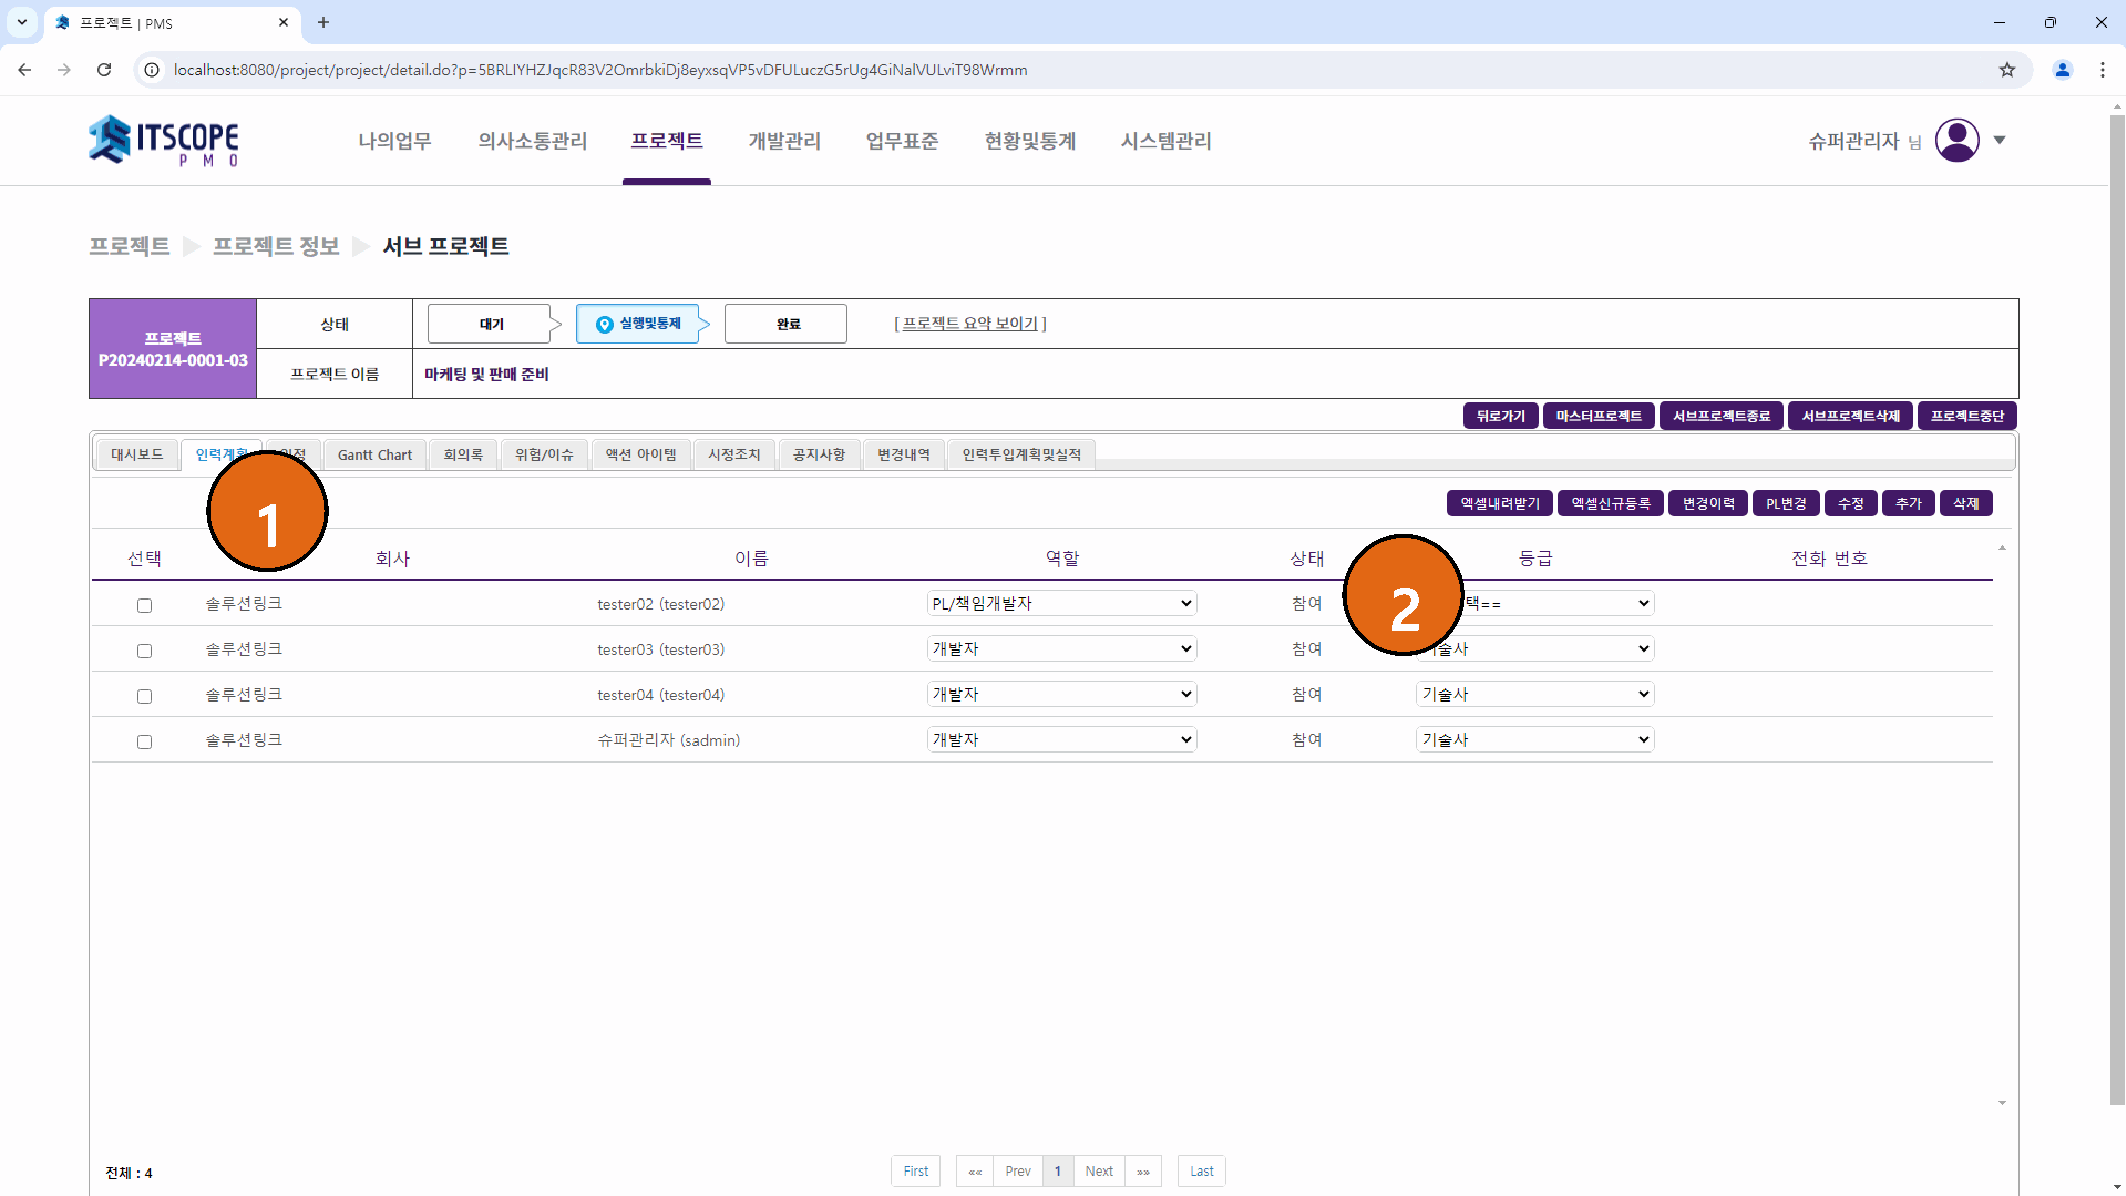 프로젝트 | PMS
localhost:8080/project/project/detail.do?p=5BRLIYHZJqcR83V2OmrbkiDj8eyxsqVP5vDFULuczG5rUg4GiNalVULviT98Wrmm
ITSCOPE
PMO
나의업무 의사소통관리 프로젝트 개발관리 업무표준 현황및통계 시스템관리
슈퍼관리자 님
프로젝트 프로젝트 정보 서브 프로젝트
프로젝트
P20240214-0001-03
상태 대기 실행및통제 완료 [ 프로젝트 요약 보이기 ]
프로젝트 이름 마케팅 및 판매 준비
뒤로가기 마스터프로젝트 서브프로젝트종료 서브프로젝트삭제 프로젝트중단
대시보드 인력계획 Gantt Chart 회의록 위험/이슈 액션 아이템 시정조치 공지사항 변경내역 인력투입계획및실적
엑셀내려받기 엑셀신규등록 변경이력 PL변경 수정 추가 삭제
1
2
선택 회사 이름 역할 상태 등급 전화 번호
솔루션링크 tester02 (tester02) PL/책임개발자 참여 택==
솔루션링크 tester03 (tester03) 개발자 참여 기술사
솔루션링크 tester04 (tester04) 개발자 참여 기술사
솔루션링크 슈퍼관리자 (sadmin) 개발자 참여 기술사
전체 : 4
First «« Prev 1 Next »» Last